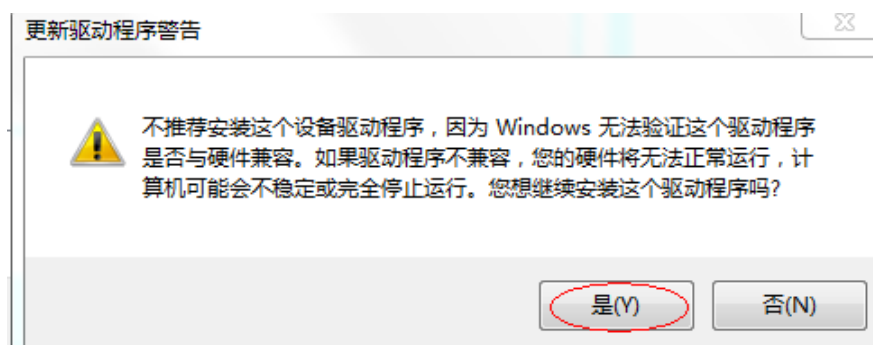 更新驱动程序警告
不推荐安装这个设备驱动程序，因为 Windows 无法验证这个驱动程序
是否与硬件兼容。如果驱动程序不兼容，您的硬件将无法正常运行，计
算机可能会不稳定或完全停止运行。您想继续安装这个驱动程序吗?
是(Y)
否(N)